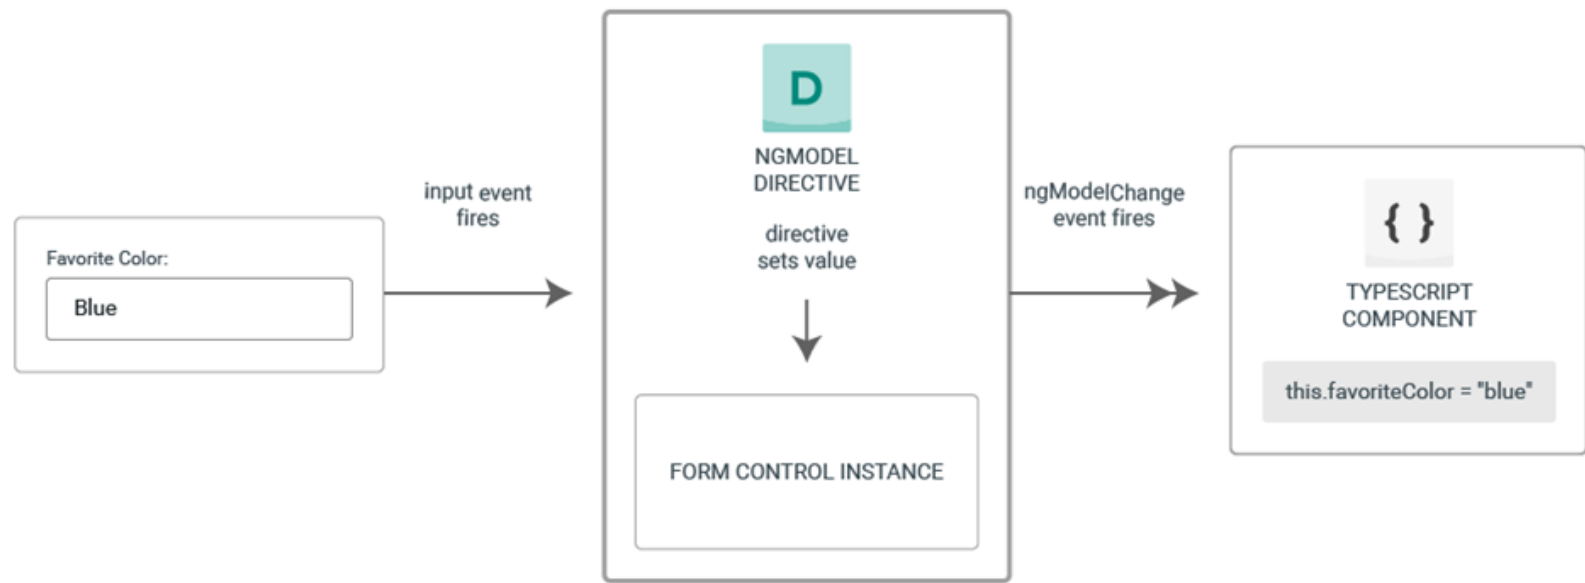 Favorite Color:
Blue
input event
fires
D
NGMODEL
DIRECTIVE
directive
sets value
FORM CONTROL INSTANCE
ngModelChange
event fires
{ }
TYPESCRIPT
COMPONENT
this.favoriteColor = "blue"